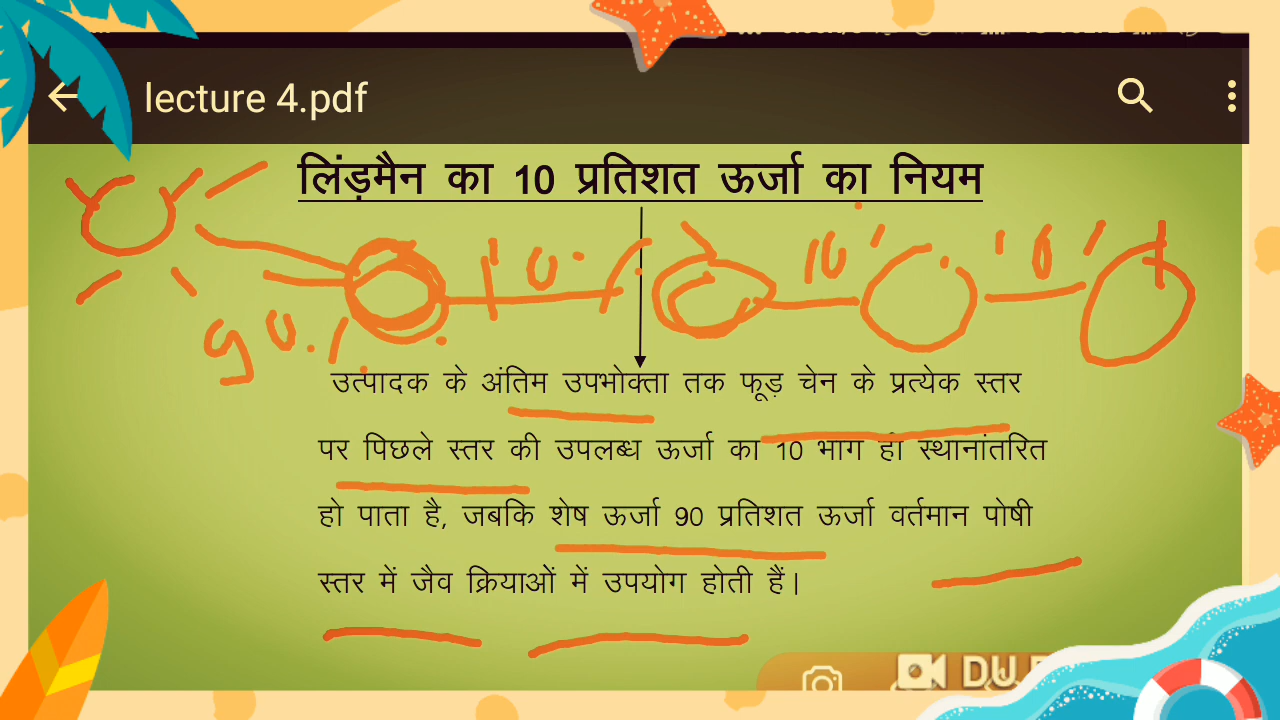 lecture 4.pdf
लिंड़मैन का 10 प्रतिशत ऊर्जा का नियम
10.
10'
'10'
90.
उत्पादक के अंतिम उपभोक्ता तक फूड़ चेन के प्रत्येक स्तर
पर पिछले स्तर की उपलब्ध ऊर्जा का 10 भाग ही स्थानांतरित
हो पाता है, जबकि शेष ऊर्जा 90 प्रतिशत ऊर्जा वर्तमान पोषी
स्तर में जैव क्रियाओं में उपयोग होती हैं।
DU